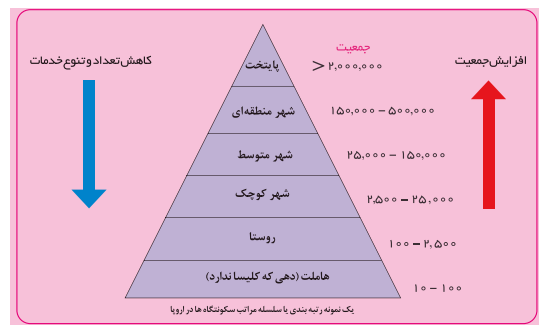 جمعیت
افزایش جمعیت
کاهش تعداد و تنوع خدمات
پایتخت
> ۲,۰۰۰,۰۰۰
شهر منطقه‌ای
۱۵۰,۰۰۰ – ۵۰۰,۰۰۰
شهر متوسط
۲۵,۰۰۰ – ۱۵۰,۰۰۰
شهر کوچک
۲,۵۰۰ – ۲۵,۰۰۰
روستا
۱۰۰ – ۲,۵۰۰
هاملت (دهی که کلیسا ندارد)
۱۰ – ۱۰۰
یک نمونه رتبه بندی یا سلسله مراتب سکونتگاه ها در اروپا